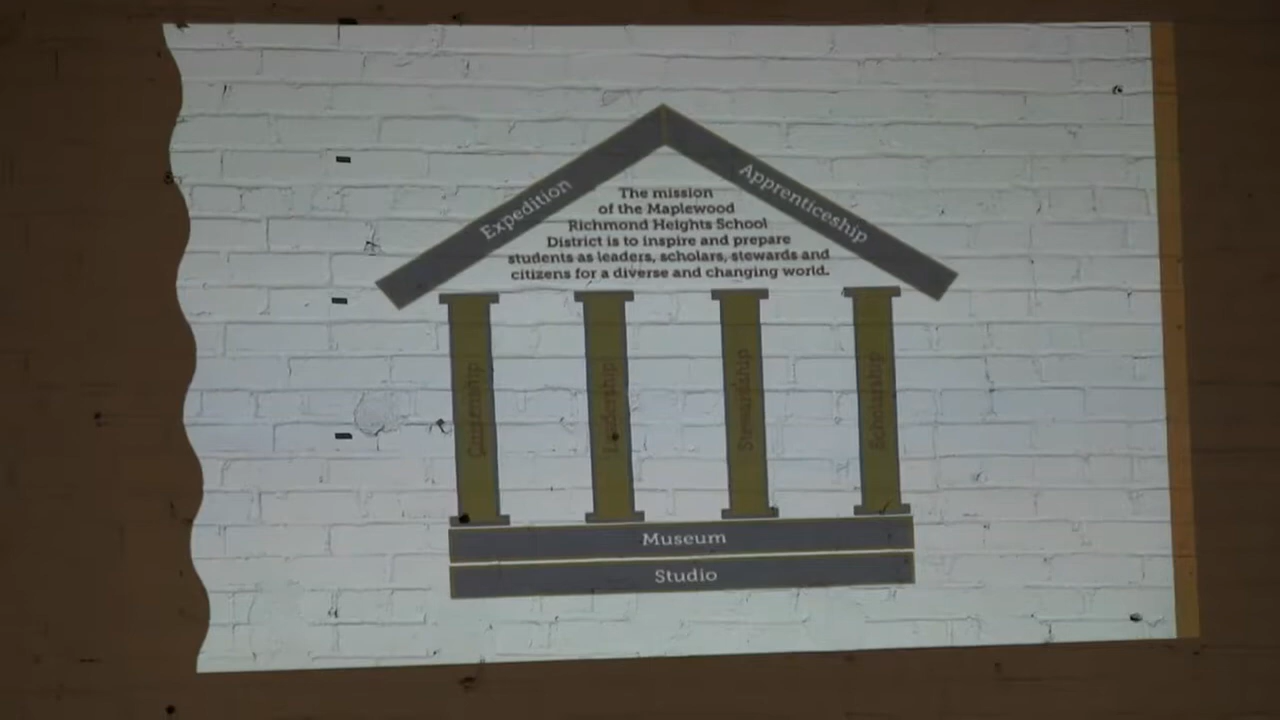 Expedition
Apprenticeship
The mission
of the Maplewood
Richmond Heights School
District is to inspire and prepare
students as leaders, scholars, stewards and
citizens for a diverse and changing world.
Citizenship
Leadership
Stewardship
Scholarship
Museum
Studio